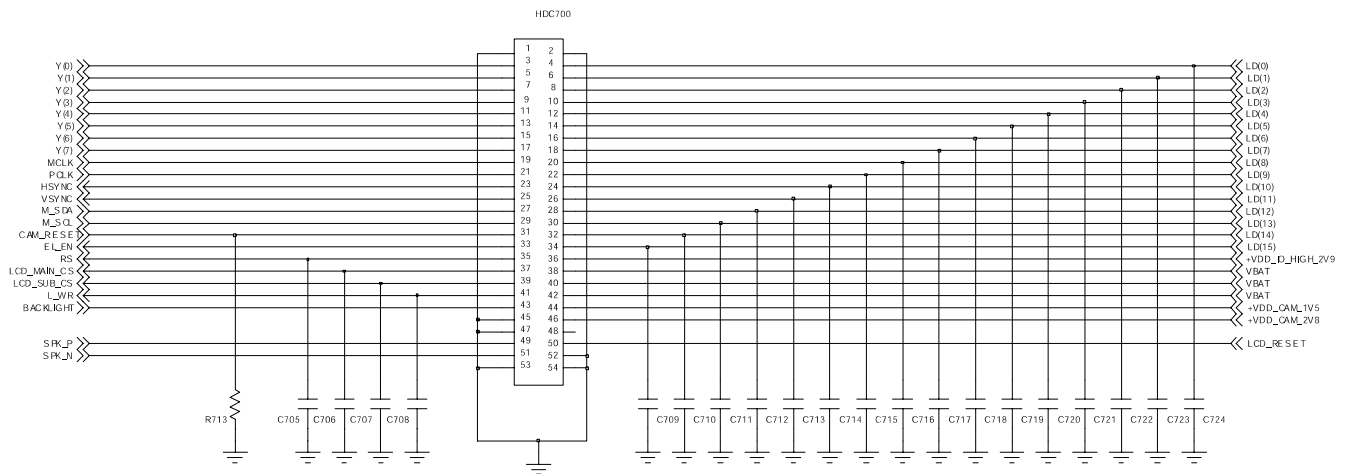 HDC700
1 2
3 4
Y(0) LD(0)
5 6
Y(1) LD(1)
7 8
Y(2) LD(2)
9 10
Y(3) LD(3)
11 12
Y(4) LD(4)
13 14
Y(5) LD(5)
15 16
Y(6) LD(6)
17 18
Y(7) LD(7)
19 20
MCLK LD(8)
21 22
PCLK LD(9)
23 24
HSYNC LD(10)
25 26
VSYNC LD(11)
27 28
M_SDA LD(12)
29 30
M_SCL LD(13)
31 32
CAM_RESET LD(14)
33 34
EL_EN LD(15)
35 36
RS +VDD_IO_HIGH_2V9
37 38
LCD_MAIN_CS VBAT
39 40
LCD_SUB_CS VBAT
41 42
L_WR VBAT
43 44
BACKLIGHT +VDD_CAM_1V5
45 46
+VDD_CAM_2V8
47 48
49 50
SPK_P LCD_RESET
51 52
SPK_N
53 54
R713 C705 C706 C707 C708 C709 C710 C711 C712 C713 C714 C715 C716 C717 C718 C719 C720 C721 C722 C723 C724